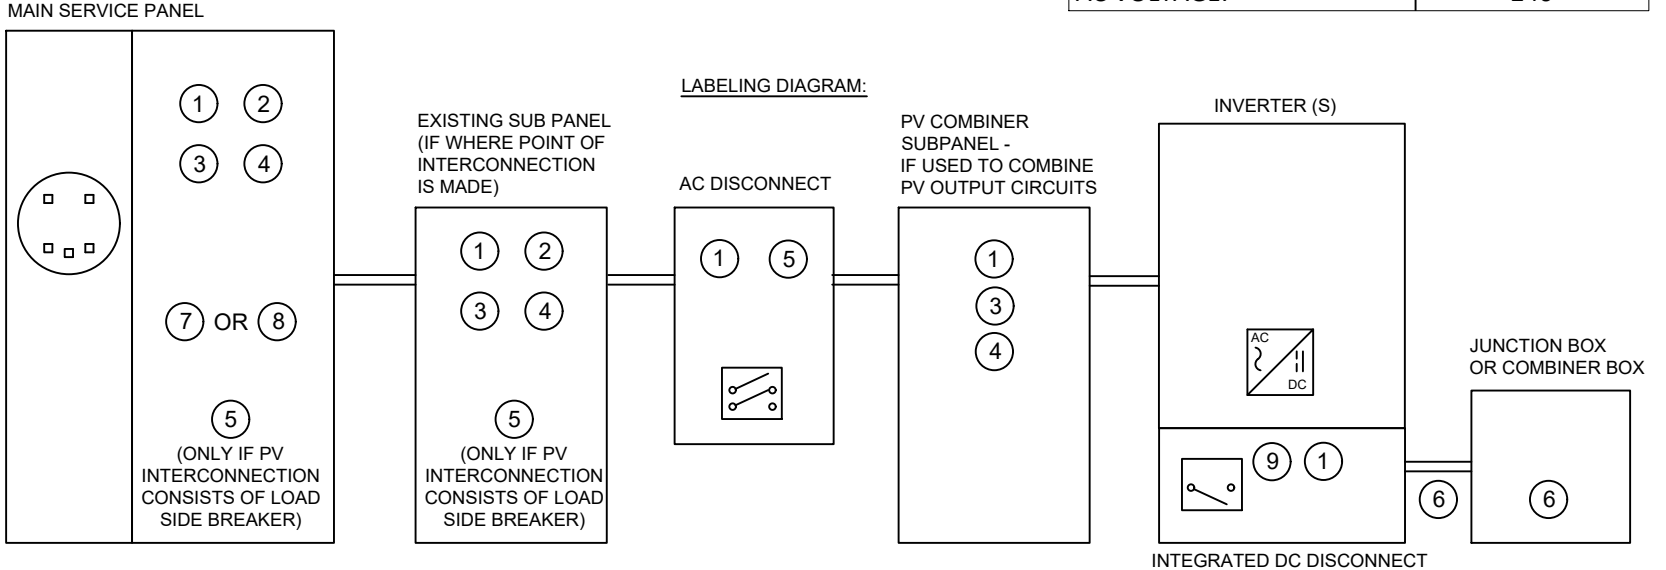 MAIN SERVICE PANEL
1 2
3 4
7 OR 8
5
(ONLY IF PV
INTERCONNECTION
CONSISTS OF LOAD
SIDE BREAKER)
EXISTING SUB PANEL
(IF WHERE POINT OF
INTERCONNECTION
IS MADE)
1 2
3 4
5
(ONLY IF PV
INTERCONNECTION
CONSISTS OF LOAD
SIDE BREAKER)
LABELING DIAGRAM:
AC DISCONNECT
1 5
PV COMBINER
SUBPANEL -
IF USED TO COMBINE
PV OUTPUT CIRCUITS
1
3
4
INVERTER (S)
AC
DC
9 1
INTEGRATED DC DISCONNECT
6
JUNCTION BOX
OR COMBINER BOX
6